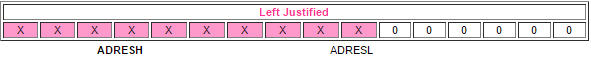 Left Justified
X X X X X X X X X X 0 0 0 0 0 0
ADRESH ADRESL